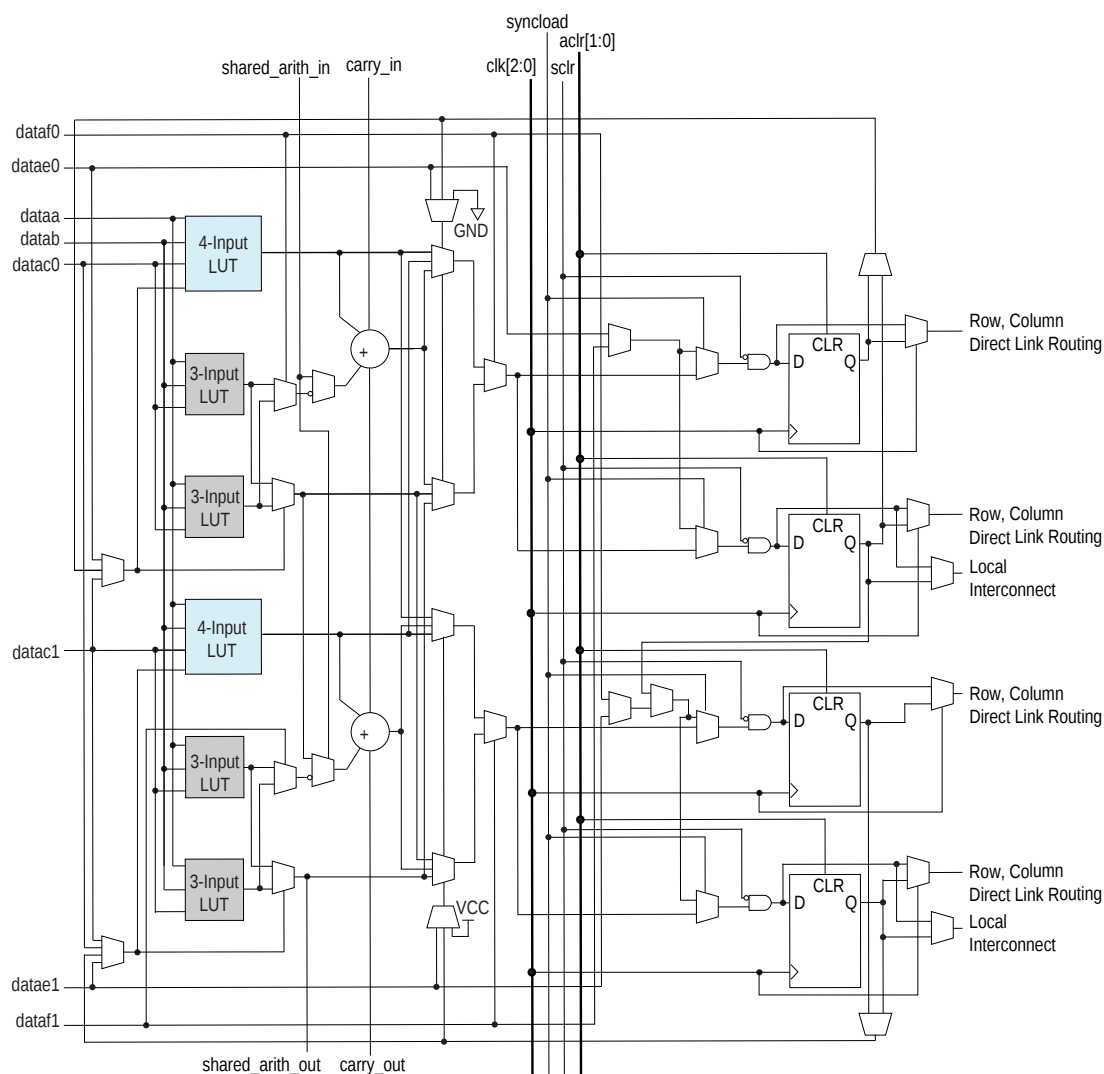 syncload
aclr[1:0]
shared_arith_in
carry_in
clk[2:0]
sclr
dataf0
datae0
dataa
datab
datac0
GND
4-Input
LUT
+
3-Input
LUT
3-Input
LUT
CLR
D
Q
Row, Column
Direct Link Routing
CLR
D
Q
Row, Column
Direct Link Routing
Local
Interconnect
4-Input
LUT
datac1
+
3-Input
LUT
3-Input
LUT
CLR
D
Q
Row, Column
Direct Link Routing
VCC
CLR
D
Q
Row, Column
Direct Link Routing
Local
Interconnect
datae1
dataf1
shared_arith_out
carry_out